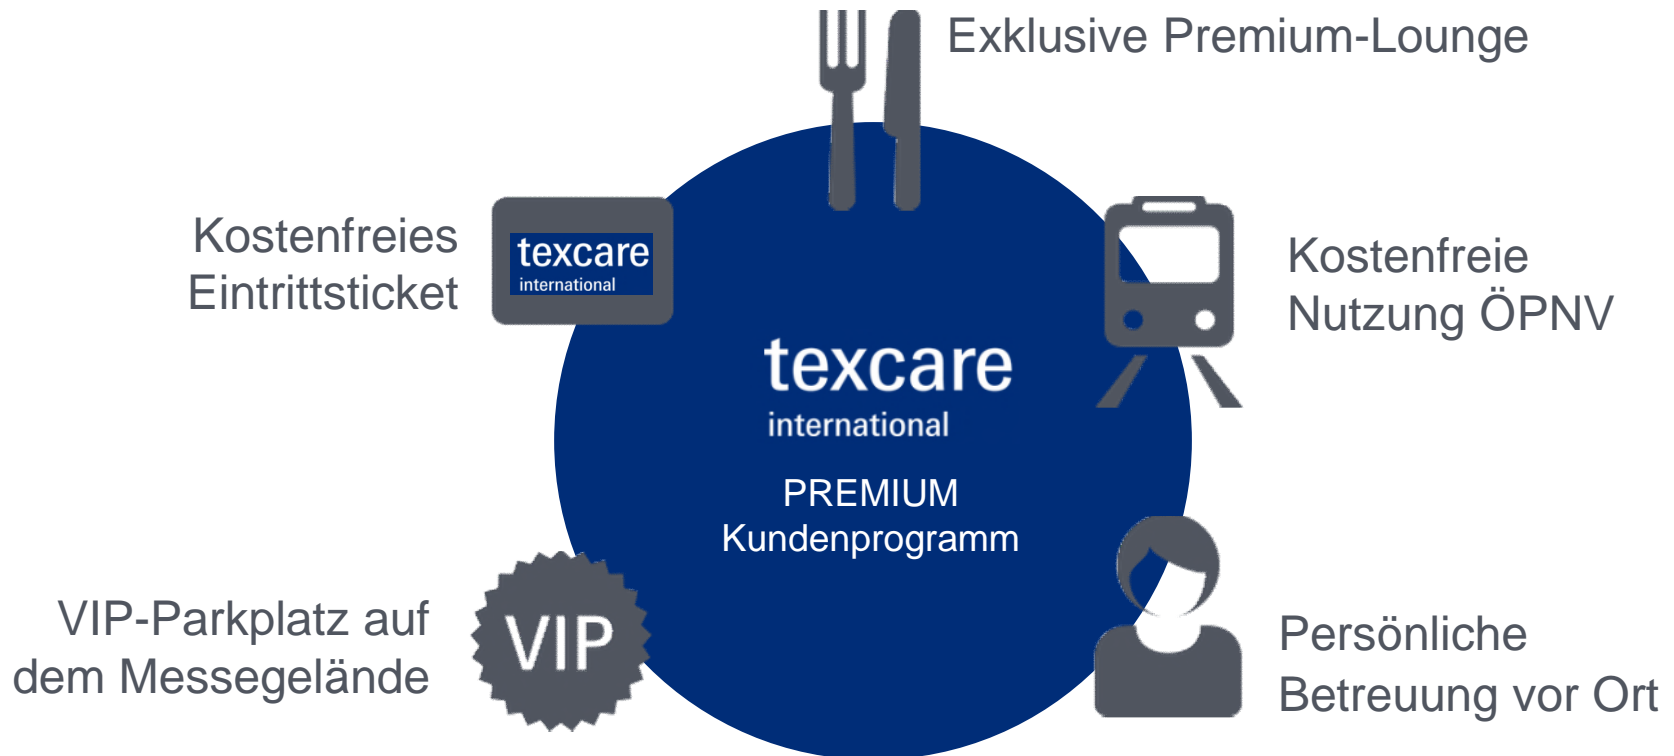 Exklusive Premium-Lounge
Kostenfreies
Eintrittsticket
texcare
international
Kostenfreie
Nutzung ÖPNV
texcare
international
PREMIUM
Kundenprogramm
VIP-Parkplatz auf
dem Messegelände
VIP
Persönliche
Betreuung vor Ort